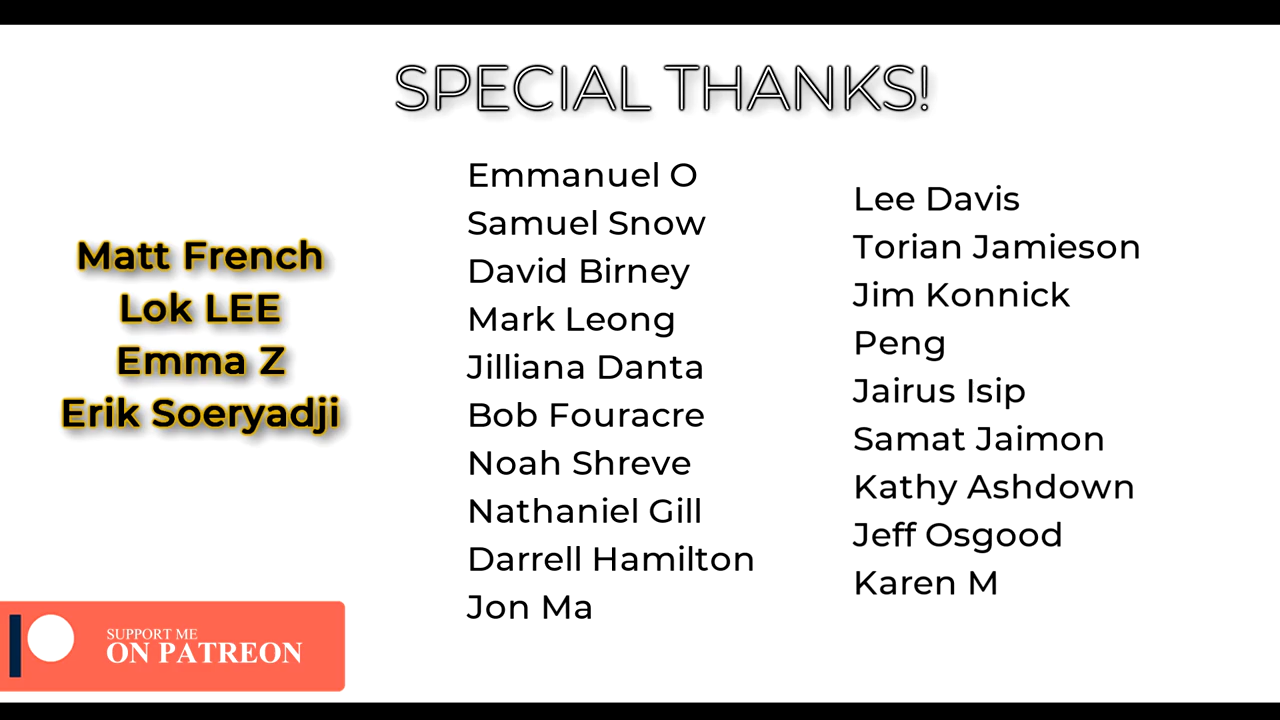 SPECIAL THANKS!
Matt French
Lok LEE
Emma Z
Erik Soeryadji
Emmanuel O
Samuel Snow
David Birney
Mark Leong
Jilliana Danta
Bob Fouracre
Noah Shreve
Nathaniel Gill
Darrell Hamilton
Jon Ma
Lee Davis
Torian Jamieson
Jim Konnick
Peng
Jairus Isip
Samat Jaimon
Kathy Ashdown
Jeff Osgood
Karen M
SUPPORT ME
ON PATREON